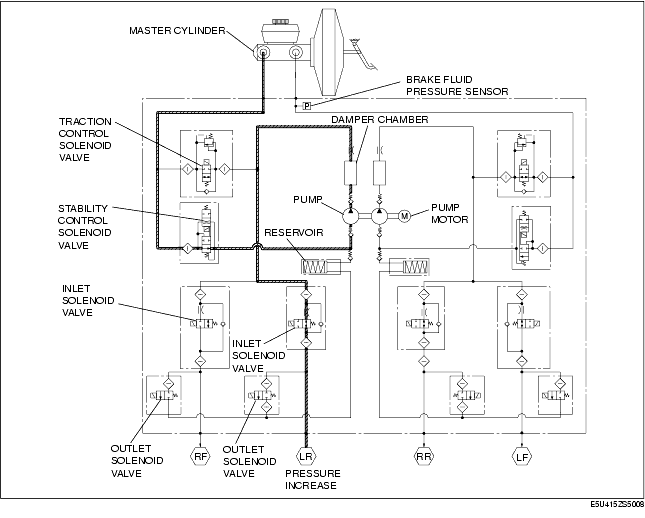 MASTER CYLINDER
BRAKE FLUID
PRESSURE SENSOR
P
TRACTION
CONTROL
SOLENOID
VALVE
DAMPER CHAMBER
STABILITY
CONTROL
SOLENOID
VALVE
PUMP
M
PUMP
MOTOR
RESERVOIR
INLET
SOLENOID
VALVE
INLET
SOLENOID
VALVE
OUTLET
SOLENOID
VALVE
OUTLET
SOLENOID
VALVE
RF
LR
RR
LF
PRESSURE
INCREASE
E5U415ZS5009